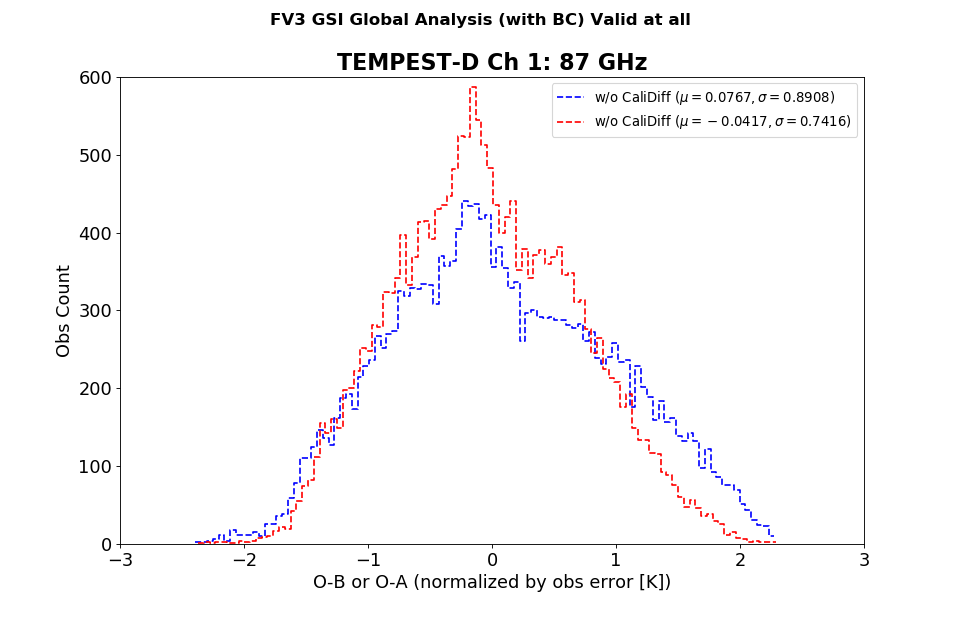 FV3 GSI Global Analysis (with BC) Valid at all
TEMPEST-D Ch 1: 87 GHz
w/o CaliDiff (μ = 0.0767, σ = 0.8908)
w/o CaliDiff (μ = −0.0417, σ = 0.7416)
600
500
400
300
200
100
0
Obs Count
−3 −2 −1 0 1 2 3
O-B or O-A (normalized by obs error [K])